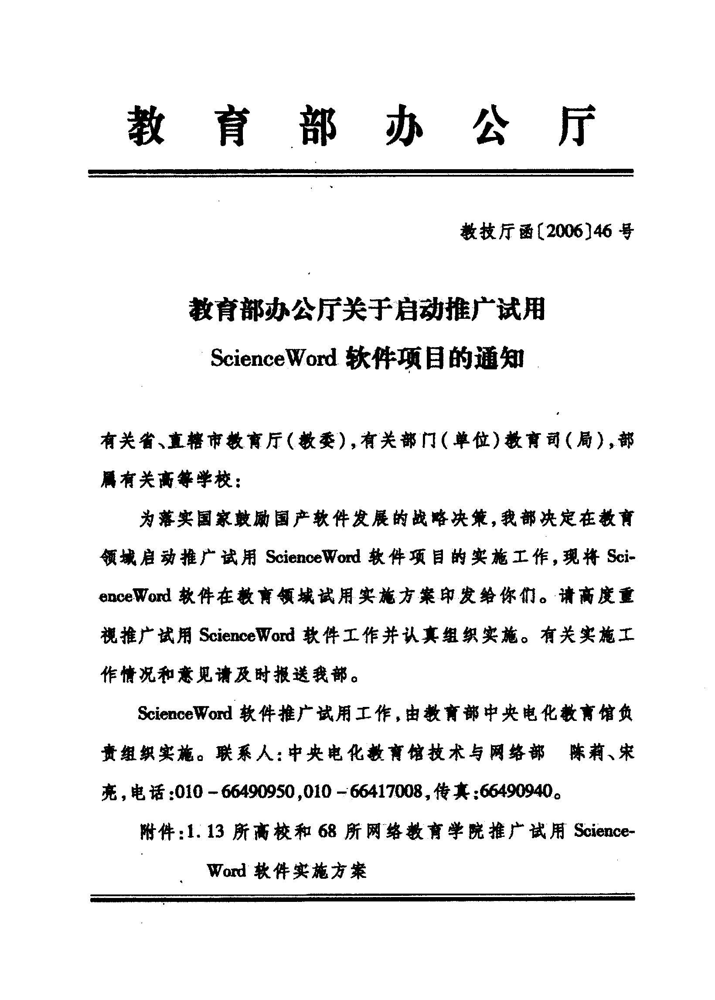 教育部办公厅
教技厅函〔2006〕46 号
教育部办公厅关于启动推广试用
ScienceWord 软件项目的通知
有关省、直辖市教育厅(教委),有关部门(单位)教育司(局),部
属有关高等学校:
为落实国家鼓励国产软件发展的战略决策,我部决定在教育
领域启动推广试用 ScienceWord 软件项目的实施工作,现将 Sci-
enceWord 软件在教育领域试用实施方案印发给你们。请高度重
视推广试用 ScienceWord 软件工作并认真组织实施。有关实施工
作情况和意见请及时报送我部。
ScienceWord 软件推广试用工作,由教育部中央电化教育馆负
责组织实施。联系人:中央电化教育馆技术与网络部　陈莉、宋
亮,电话:010－66490950,010－66417008,传真:66490940。
附件:1. 13 所高校和 68 所网络教育学院推广试用 Science-
Word 软件实施方案